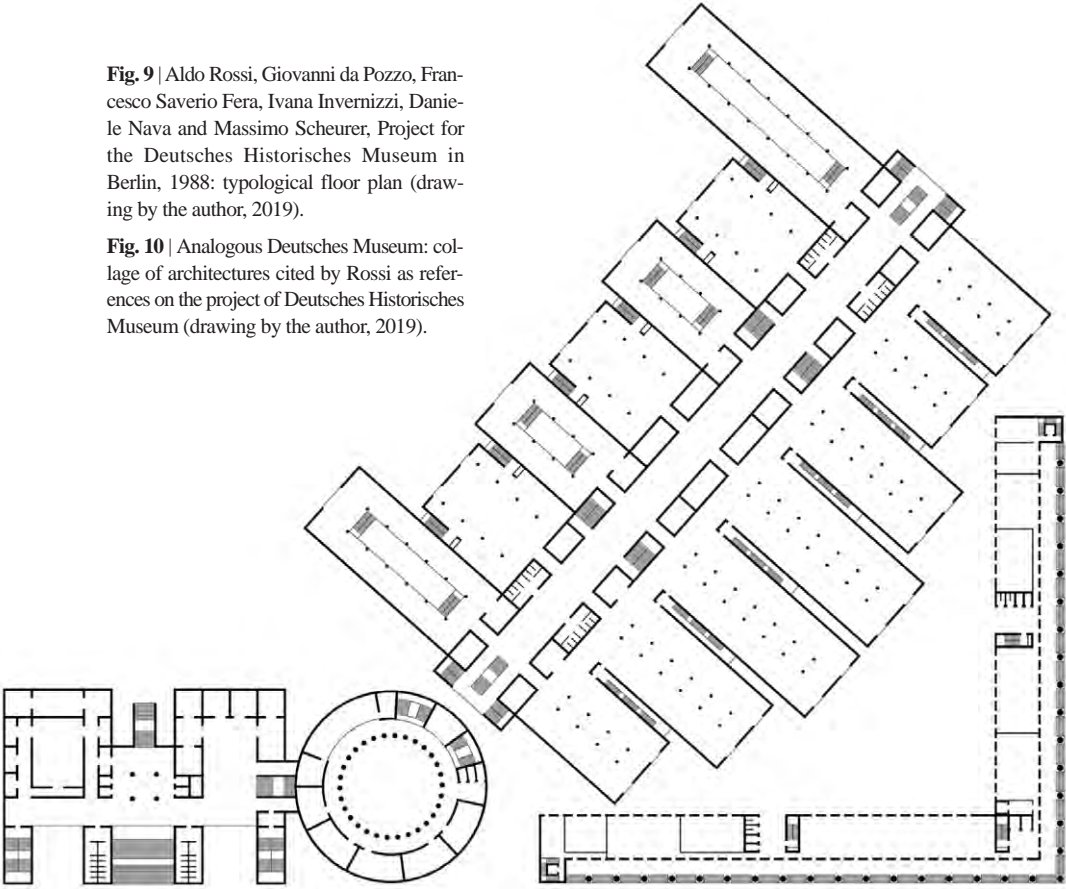 Fig. 9 | Aldo Rossi, Giovanni da Pozzo, Fran-
cesco Saverio Fera, Ivana Invernizzi, Danie-
le Nava and Massimo Scheurer, Project for
the Deutsches Historisches Museum in
Berlin, 1988: typological floor plan (draw-
ing by the author, 2019).
Fig. 10 | Analogous Deutsches Museum: col-
lage of architectures cited by Rossi as refer-
ences on the project of Deutsches Historisches
Museum (drawing by the author, 2019).